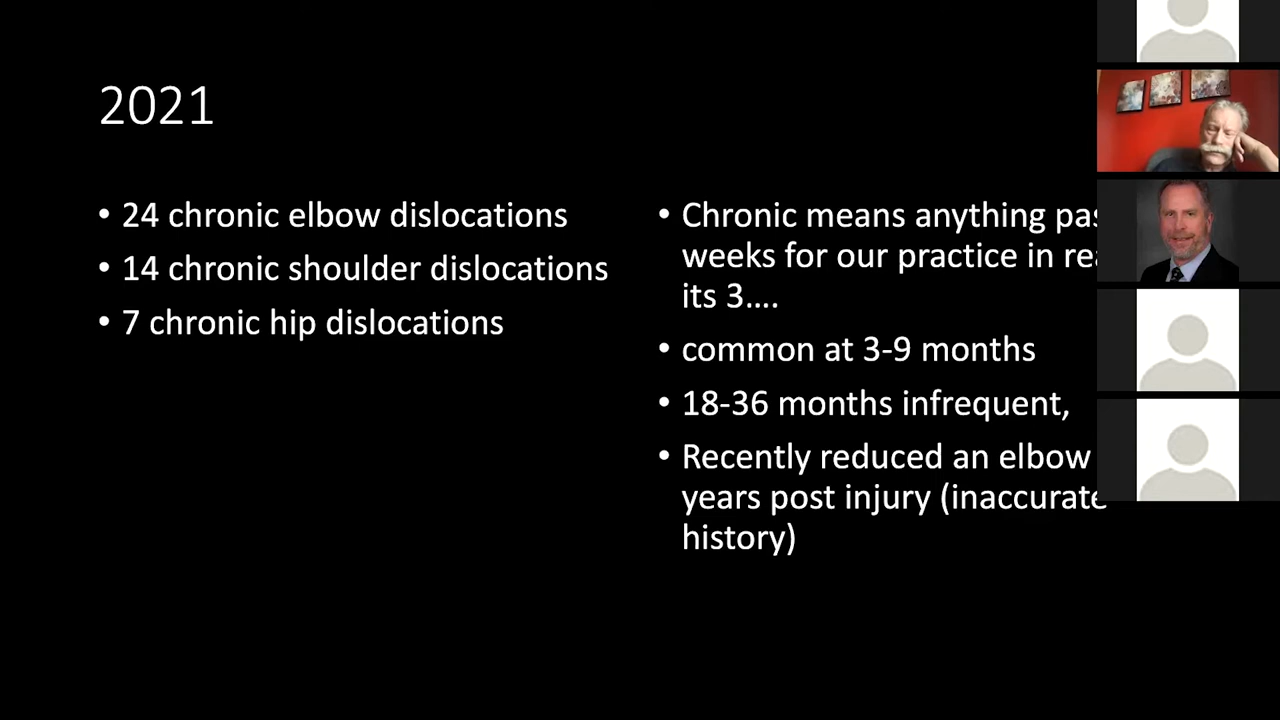 2021
• 24 chronic elbow dislocations
• 14 chronic shoulder dislocations
• 7 chronic hip dislocations
• Chronic means anything
weeks for our practice in
its 3....
• common at 3-9 months
• 18-36 months infrequent,
• Recently reduced an elbow
years post injury (inaccurate
history)